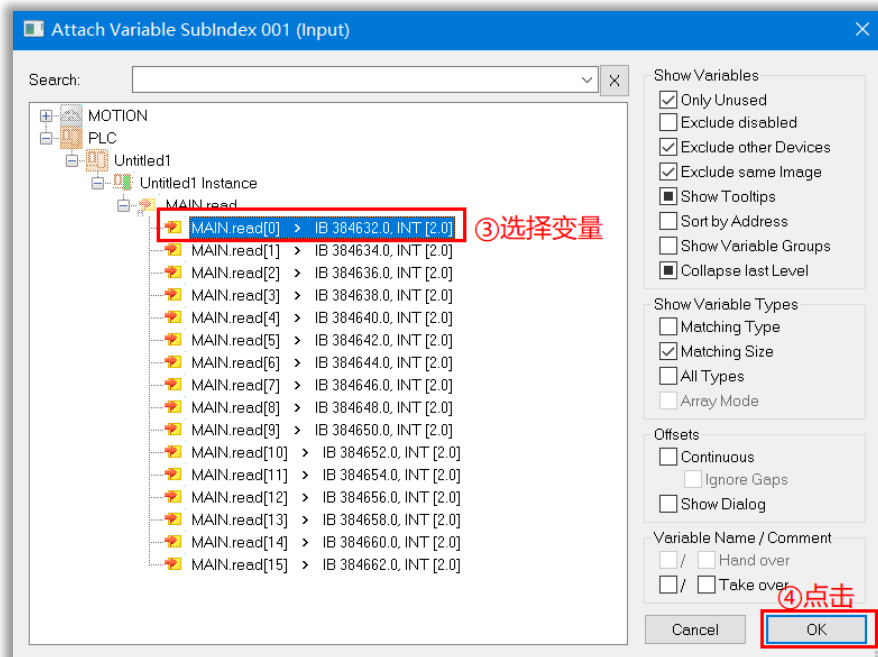 Attach Variable SubIndex 001 (Input)
Search:
X
MOTION
PLC
Untitled1
Untitled1 Instance
MAIN.read
MAIN.read[0] > IB 384632.0, INT [2.0]
③选择变量
MAIN.read[1] > IB 384634.0, INT [2.0]
MAIN.read[2] > IB 384636.0, INT [2.0]
MAIN.read[3] > IB 384638.0, INT [2.0]
MAIN.read[4] > IB 384640.0, INT [2.0]
MAIN.read[5] > IB 384642.0, INT [2.0]
MAIN.read[6] > IB 384644.0, INT [2.0]
MAIN.read[7] > IB 384646.0, INT [2.0]
MAIN.read[8] > IB 384648.0, INT [2.0]
MAIN.read[9] > IB 384650.0, INT [2.0]
MAIN.read[10] > IB 384652.0, INT [2.0]
MAIN.read[11] > IB 384654.0, INT [2.0]
MAIN.read[12] > IB 384656.0, INT [2.0]
MAIN.read[13] > IB 384658.0, INT [2.0]
MAIN.read[14] > IB 384660.0, INT [2.0]
MAIN.read[15] > IB 384662.0, INT [2.0]
Show Variables
Only Unused
Exclude disabled
Exclude other Devices
Exclude same Image
Show Tooltips
Sort by Address
Show Variable Groups
Collapse last Level
Show Variable Types
Matching Type
Matching Size
All Types
Array Mode
Offsets
Continuous
Ignore Gaps
Show Dialog
Variable Name / Comment
/ Hand over
/ Take over
④点击
Cancel
OK